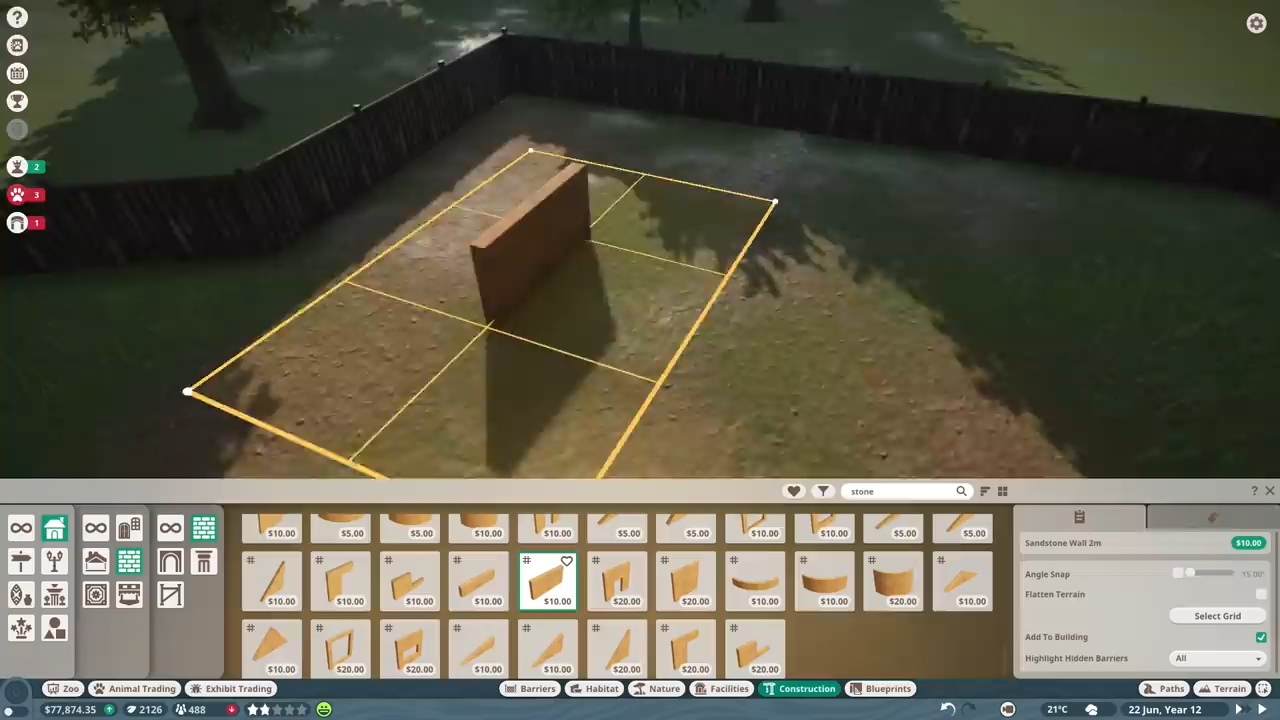 ?
2
3
1
stone
? ×
$10.00 $5.00 $5.00 $10.00 $10.00 $5.00 $5.00 $10.00 $10.00 $5.00 $5.00
$10.00 $10.00 $10.00 $10.00 $10.00 $20.00 $20.00 $10.00 $10.00 $20.00 $10.00
$10.00 $20.00 $20.00 $10.00 $10.00 $20.00 $20.00 $20.00
Sandstone Wall 2m $10.00
Angle Snap 15.00°
Flatten Terrain
Select Grid
Add To Building
Highlight Hidden Barriers All
Zoo Animal Trading Exhibit Trading Barriers Habitat Nature Facilities Construction Blueprints Paths Terrain
$77,874.35 2126 488 21°C 22 Jun, Year 12